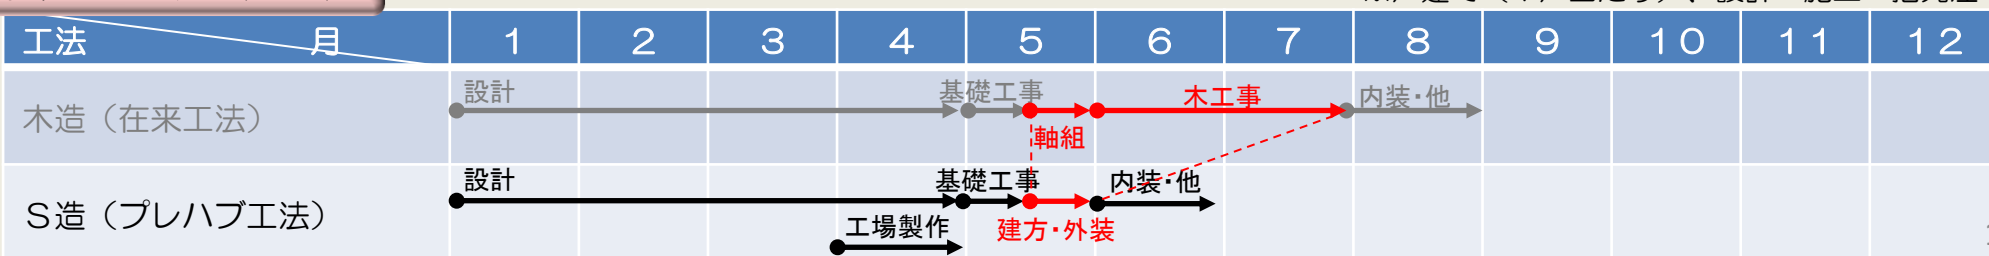 工法 月 1 2 3 4 5 6 7 8 9 10 11 12
設計 基礎工事 木工事 内装・他
木造（在来工法）
軸組
設計 基礎工事 内装・他
S造（プレハブ工法）
工場製作 建方・外装